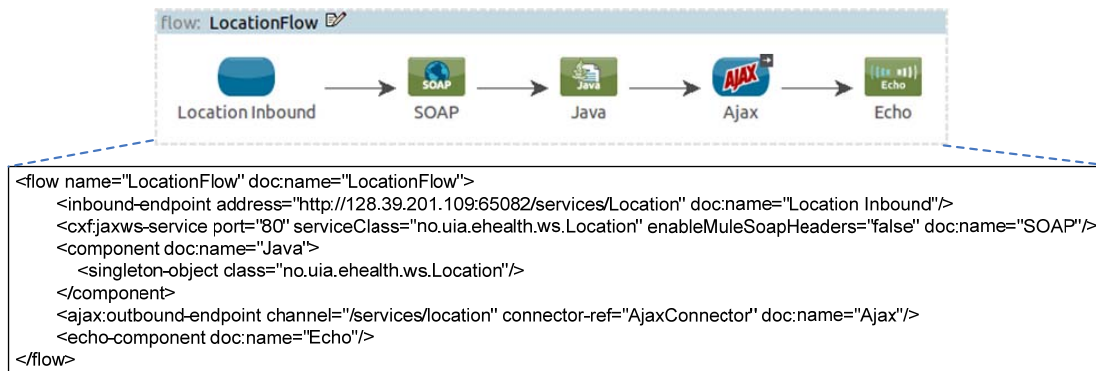 flow: LocationFlow
SOAP Java AJAX Echo
Location Inbound SOAP Java Ajax Echo
<flow name="LocationFlow" doc:name="LocationFlow">
<inbound-endpoint address="http://128.39.201.109:65082/services/Location" doc:name="Location Inbound"/>
<cxf:jaxws-service port="80" serviceClass="no.uia.ehealth.ws.Location" enableMuleSoapHeaders="false" doc:name="SOAP"/>
<component doc:name="Java">
<singleton-object class="no.uia.ehealth.ws.Location"/>
</component>
<ajax:outbound-endpoint channel="/services/location" connector-ref="AjaxConnector" doc:name="Ajax"/>
<echo-component doc:name="Echo"/>
</flow>